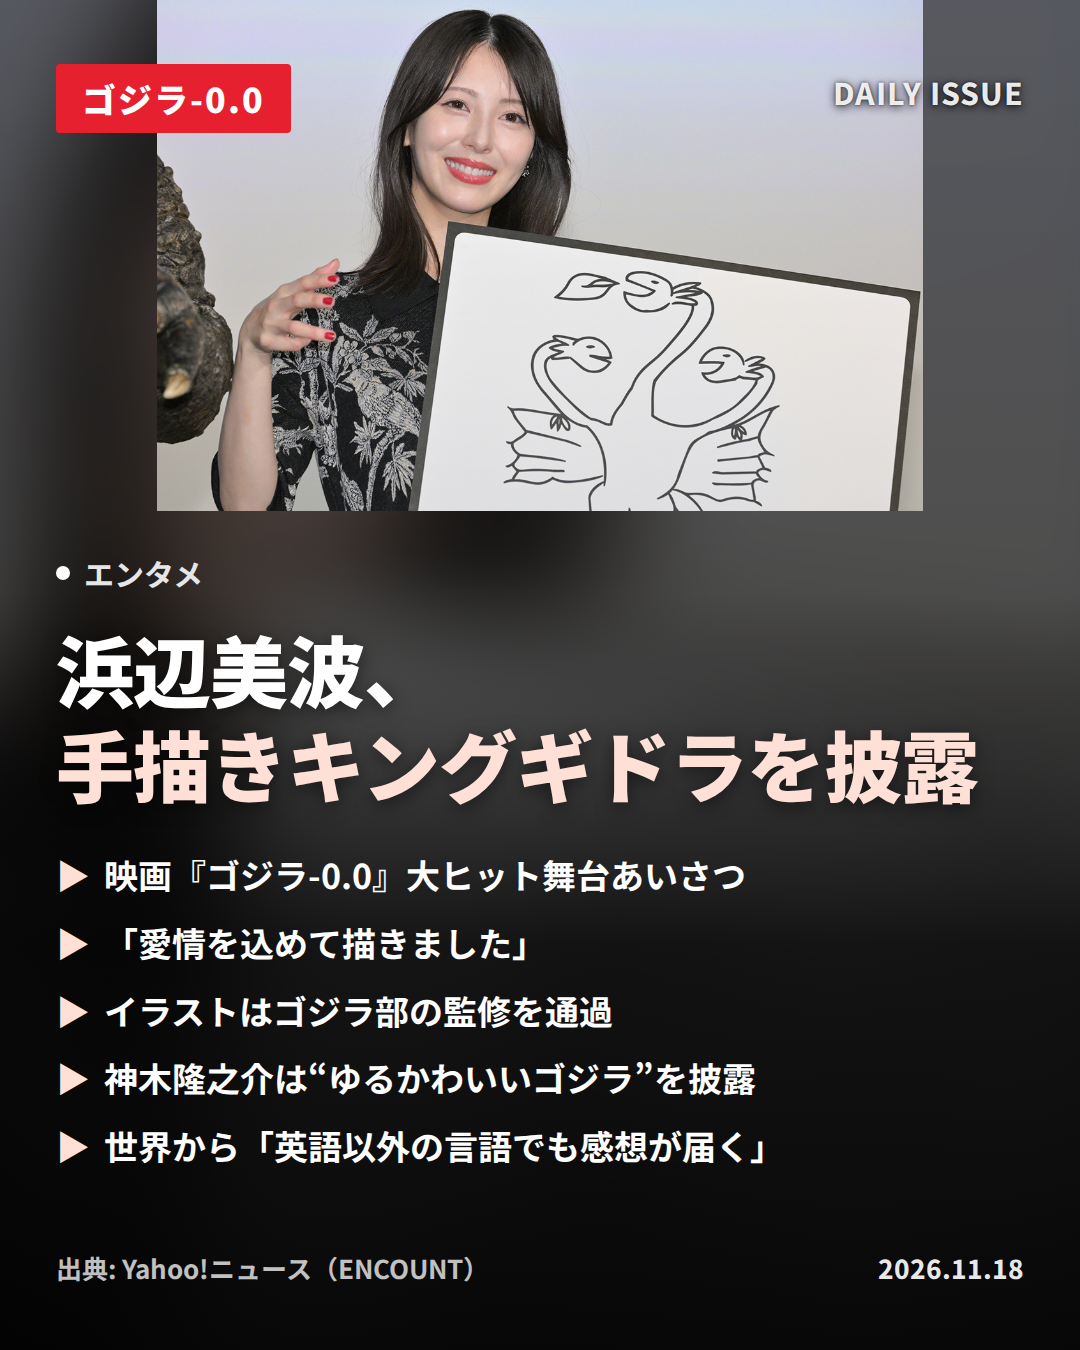 ゴジラ-0.0
DAILY ISSUE
エンタメ
浜辺美波、
手描きキングギドラを披露
▶ 映画『ゴジラ-0.0』大ヒット舞台あいさつ
▶ 「愛情を込めて描きました」
▶ イラストはゴジラ部の監修を通過
▶ 神木隆之介は“ゆるかわいいゴジラ”を披露
▶ 世界から「英語以外の言語でも感想が届く」
出典: Yahoo!ニュース（ENCOUNT）
2026.11.18